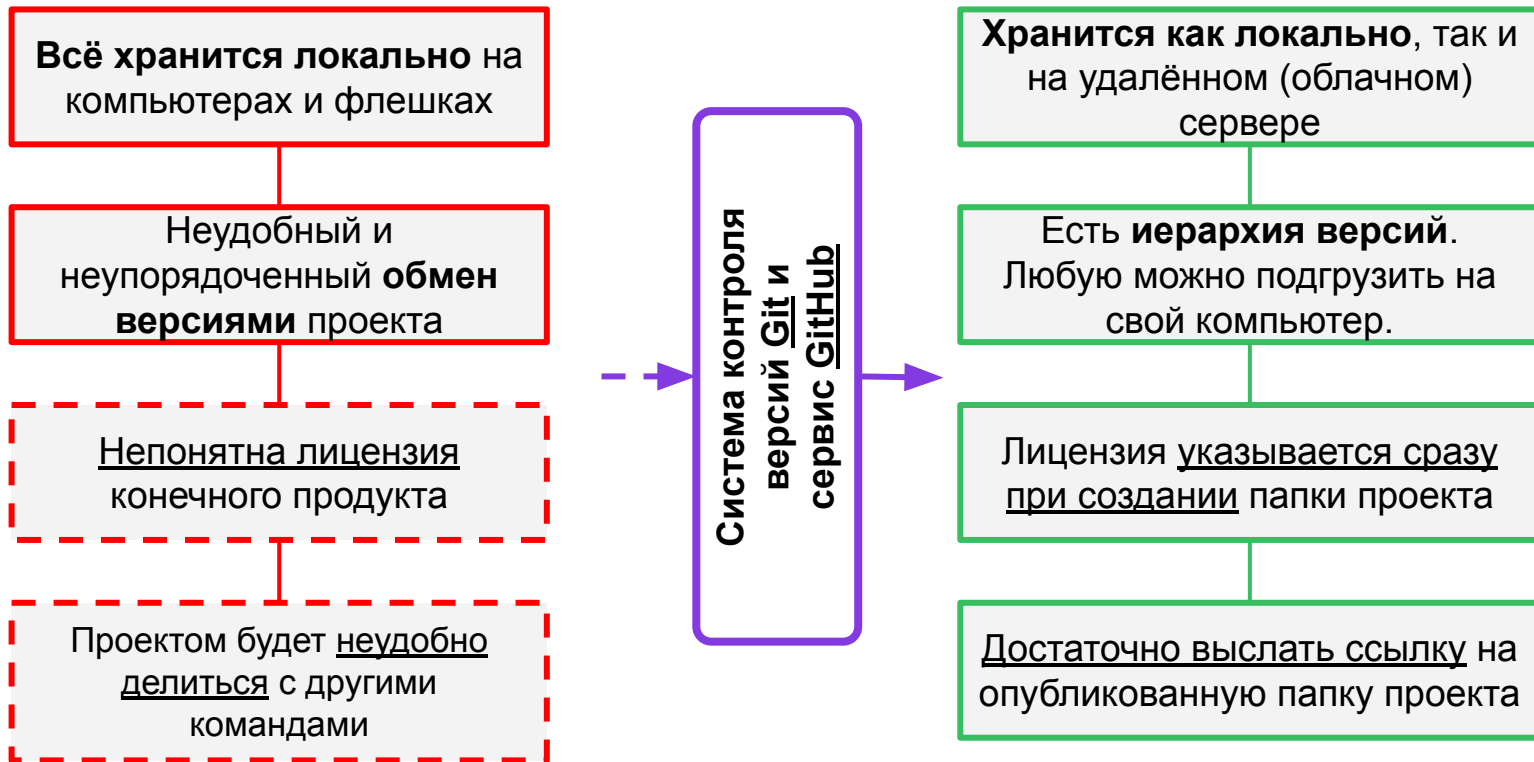 Всё хранится локально на
компьютерах и флешках
Неудобный и
неупорядоченный обмен
версиями проекта
Непонятна лицензия
конечного продукта
Проектом будет неудобно
делиться с другими
командами
Система контроля
версий Git и
сервис GitHub
Хранится как локально, так и
на удалённом (облачном)
сервере
Есть иерархия версий.
Любую можно подгрузить на
свой компьютер.
Лицензия указывается сразу
при создании папки проекта
Достаточно выслать ссылку на
опубликованную папку проекта